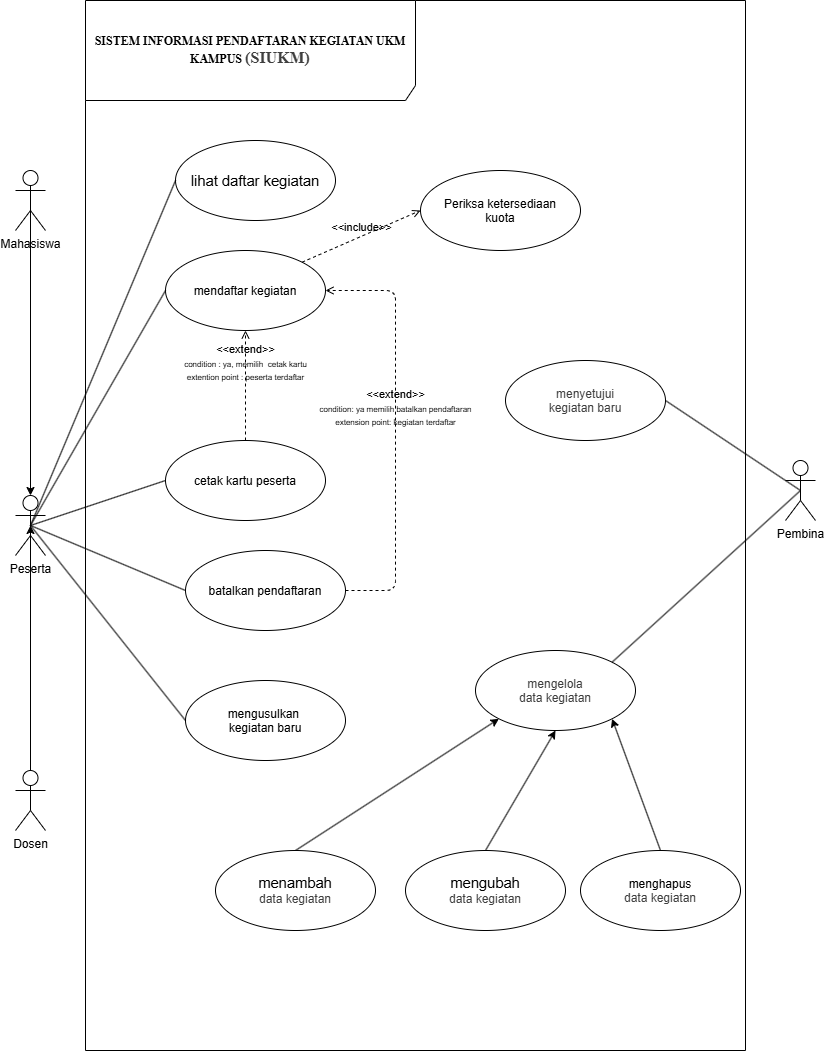 SISTEM INFORMASI PENDAFTARAN KEGIATAN UKM
KAMPUS (SIUKM)
lihat daftar kegiatan
Periksa ketersediaan
kuota
<<include>>
Mahasiswa
mendaftar kegiatan
<<extend>>
condition : ya, memilih cetak kartu
extention point : peserta terdaftar
<<extend>>
condition: ya memilih batalkan pendaftaran
extension point: kegiatan terdaftar
menyetujui
kegiatan baru
cetak kartu peserta
Pembina
Peserta
batalkan pendaftaran
mengelola
data kegiatan
mengusulkan
kegiatan baru
Dosen
menambah
data kegiatan
mengubah
data kegiatan
menghapus
data kegiatan